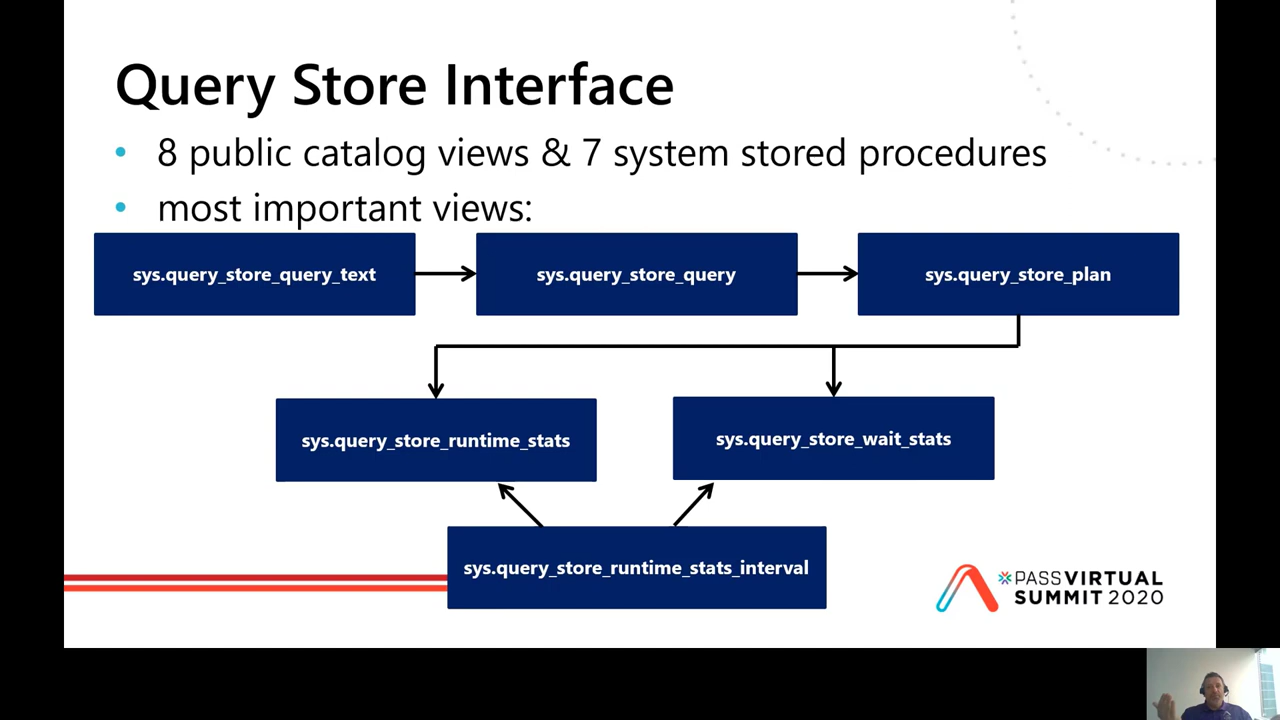 Query Store Interface
• 8 public catalog views & 7 system stored procedures
• most important views:
sys.query_store_query_text
sys.query_store_query
sys.query_store_plan
sys.query_store_runtime_stats
sys.query_store_wait_stats
sys.query_store_runtime_stats_interval
PASS VIRTUAL
SUMMIT 2020